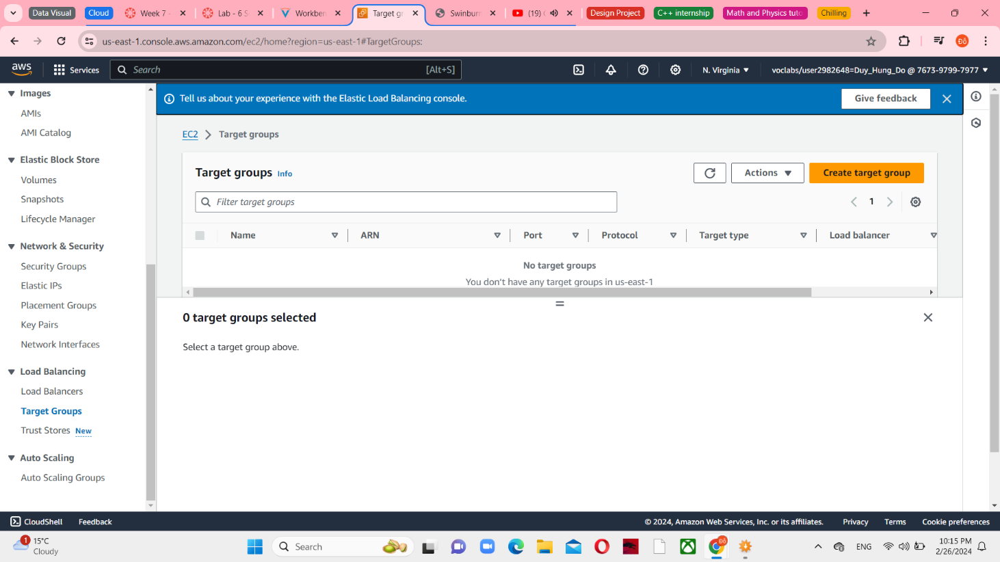 Data Visual
Cloud
Week 7 -
Lab - 6 S
Workben
Target gr
Swinburn
(19)
Design Project
C++ internship
Math and Physics tuto
Chilling
us-east-1.console.aws.amazon.com/ec2/home?region=us-east-1#TargetGroups:
Đỗ
aws
Services
Search
[Alt+S]
N. Virginia
voclabs/user2982648=Duy_Hung_Do @ 7673-9799-7977
Images
AMIs
AMI Catalog
Elastic Block Store
Volumes
Snapshots
Lifecycle Manager
Network & Security
Security Groups
Elastic IPs
Placement Groups
Key Pairs
Network Interfaces
Load Balancing
Load Balancers
Target Groups
Trust Stores New
Auto Scaling
Auto Scaling Groups
Tell us about your experience with the Elastic Load Balancing console.
Give feedback
EC2 Target groups
Target groups Info
Actions
Create target group
Filter target groups
1
Name ARN Port Protocol Target type Load balancer
No target groups
You don't have any target groups in us-east-1
0 target groups selected
Select a target group above.
CloudShell
Feedback
© 2024, Amazon Web Services, Inc. or its affiliates.
Privacy
Terms
Cookie preferences
1
15°C
Cloudy
Search
Đỗ
ENG
10:15 PM
2/26/2024